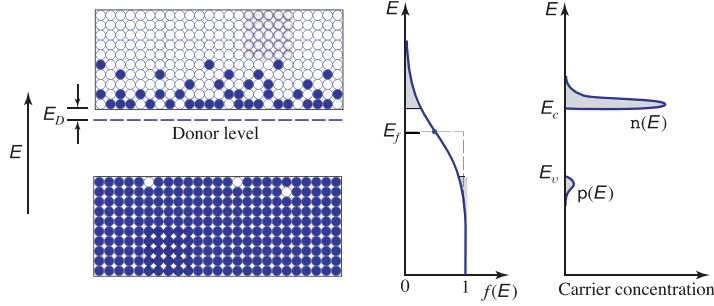 E
E_D
Donor level
E
E_f
0
1
f(E)
E
E_c
n(E)
E_v
p(E)
Carrier concentration